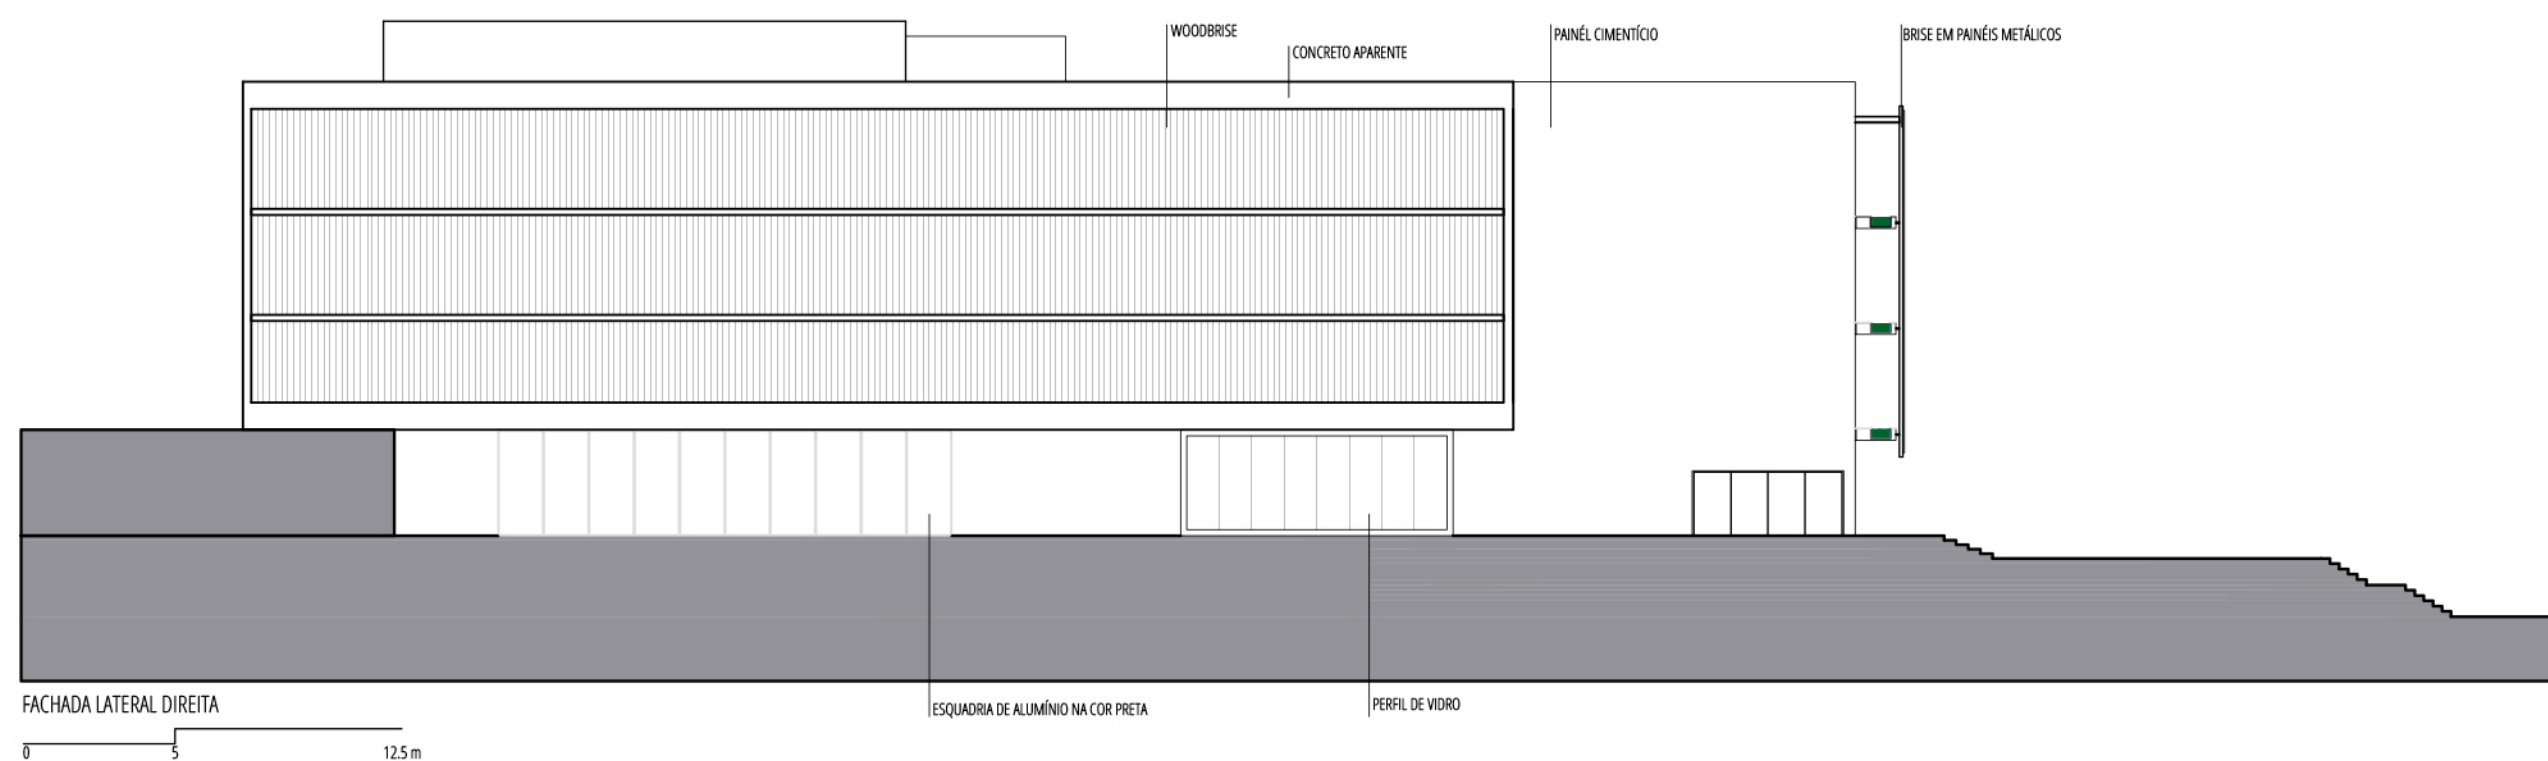 WOODBRISE
CONCRETO APARENTE
PAINÉL CIMENTÍCIO
BRISE EM PAINÉIS METÁLICOS
FACHADA LATERAL DIREITA
ESQUADRIA DE ALUMÍNIO NA COR PRETA
PERFIL DE VIDRO
0 5 12.5 m